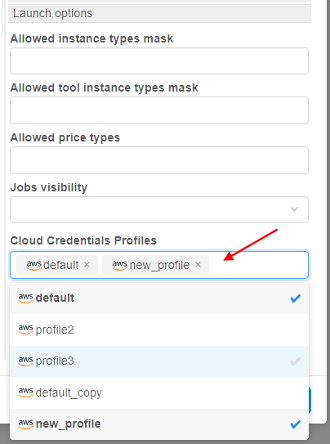 Launch options
Allowed instance types mask
Allowed tool instance types mask
Allowed price types
Jobs visibility
Cloud Credentials Profiles
aws default × aws new_profile ×
aws default
aws profile2
aws profile3
aws default_copy
aws new_profile